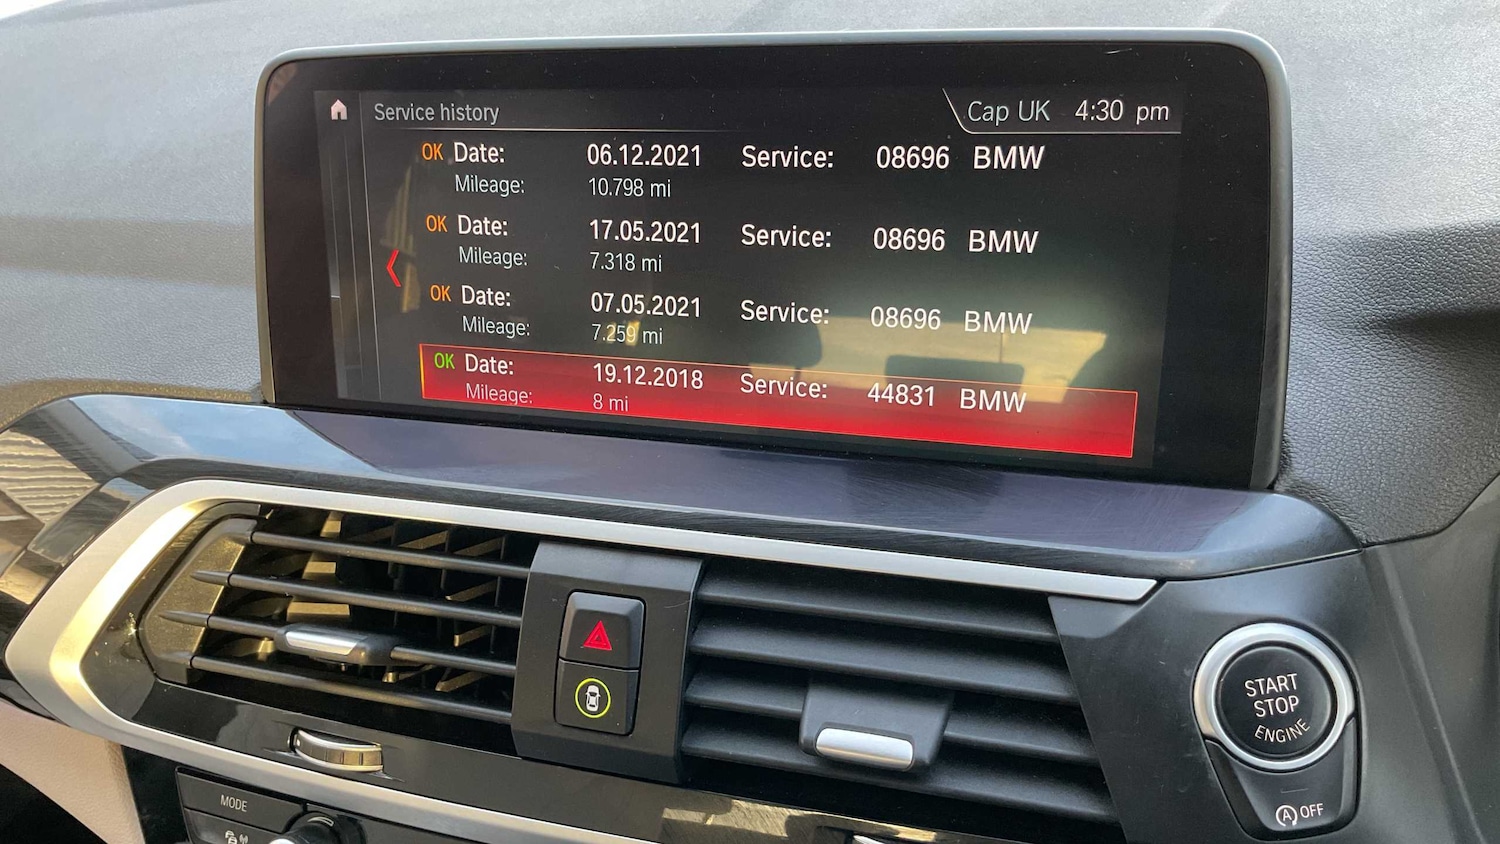 Service history Cap UK 4:30 pm
OK Date: 06.12.2021 Service: 08696 BMW
Mileage: 10.798 mi
OK Date: 17.05.2021 Service: 08696 BMW
Mileage: 7.318 mi
OK Date: 07.05.2021 Service: 08696 BMW
Mileage: 7.259 mi
OK Date: 19.12.2018 Service: 44831 BMW
Mileage: 8 mi
START
STOP
ENGINE
A OFF
MODE